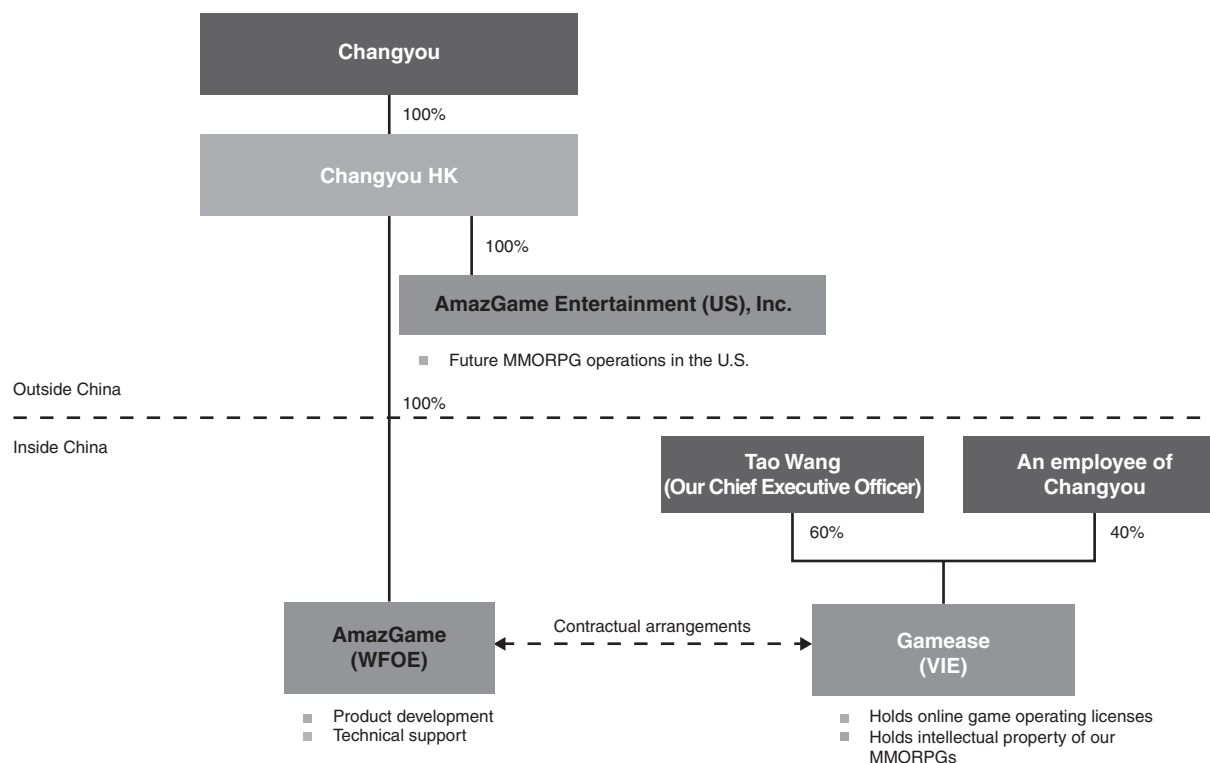 Changyou
100%
Changyou HK
100%
AmazGame Entertainment (US), Inc.
Future MMORPG operations in the U.S.
Outside China
100%
Inside China
Tao Wang
(Our Chief Executive Officer)
An employee of
Changyou
60%
40%
AmazGame
(WFOE)
Contractual arrangements
Gamease
(VIE)
Product development
Technical support
Holds online game operating licenses
Holds intellectual property of our
MMORPGs